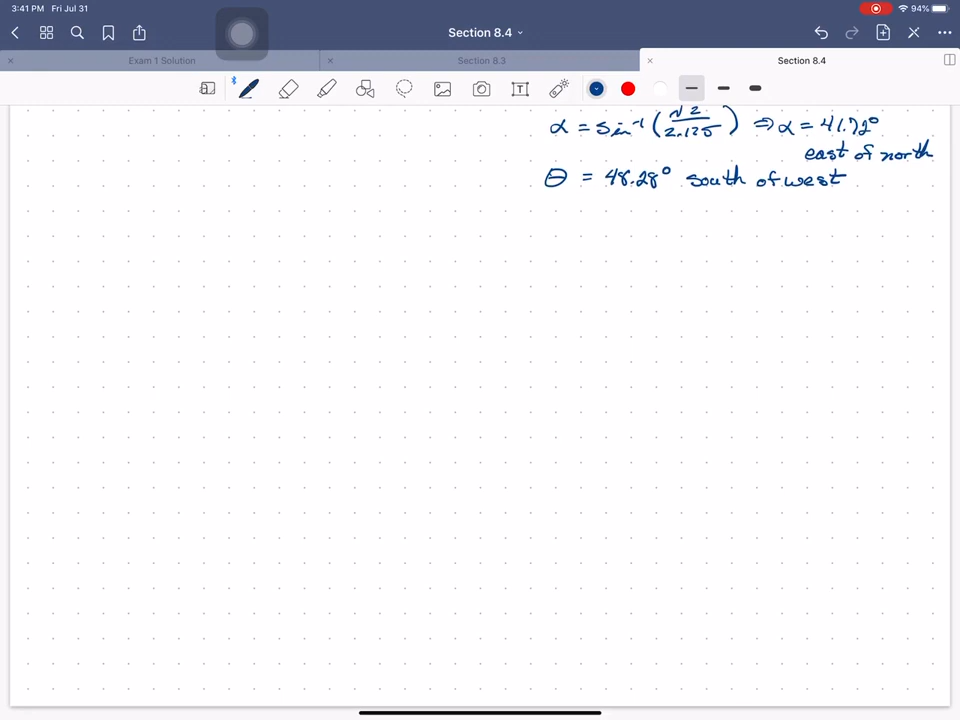 3:41 PM Fri Jul 31
94%
Section 8.4
Exam 1 Solution
Section 8.3
Section 8.4
T
α = sin⁻¹ (√2/2.125) ⇒ α = 41.72°
east of north
θ = 48.28° south of west